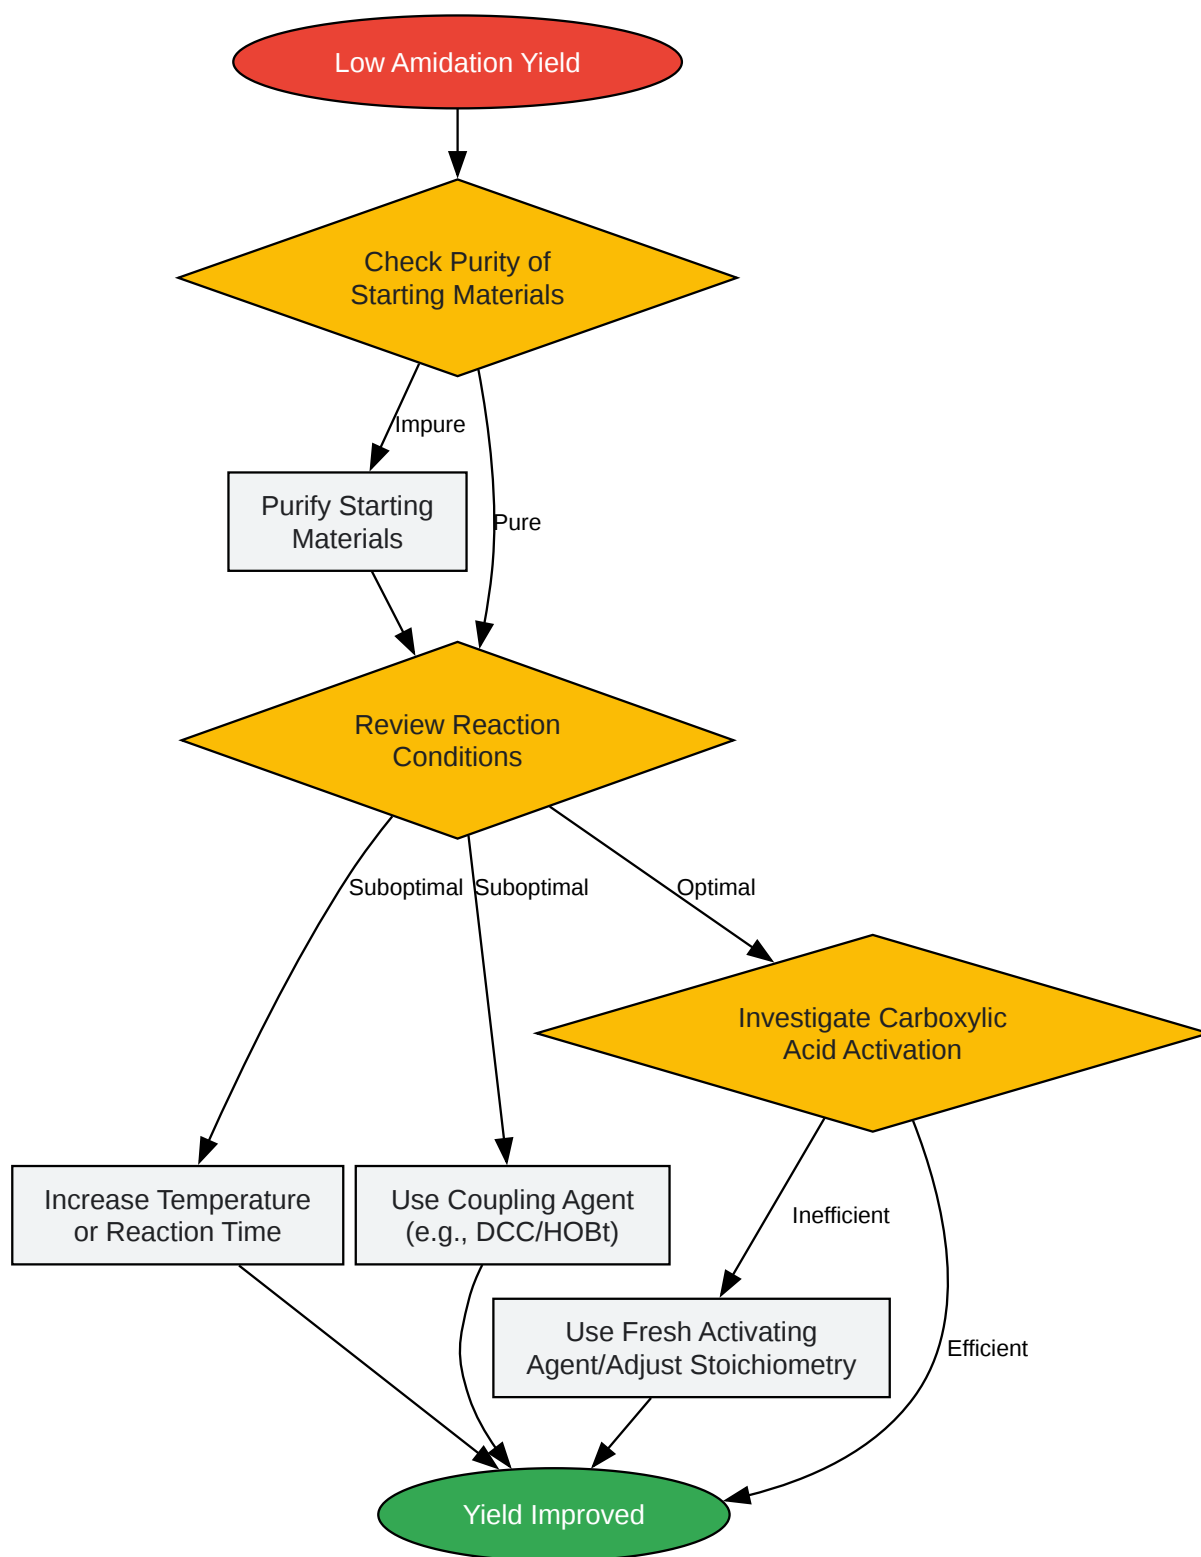 Low Amidation Yield
Check Purity of
Starting Materials
Impure
Purify Starting
Materials
Pure
Review Reaction
Conditions
Suboptimal
Suboptimal
Optimal
Investigate Carboxylic
Acid Activation
Increase Temperature
or Reaction Time
Use Coupling Agent
(e.g., DCC/HOBt)
Inefficient
Use Fresh Activating
Agent/Adjust Stoichiometry
Efficient
Yield Improved